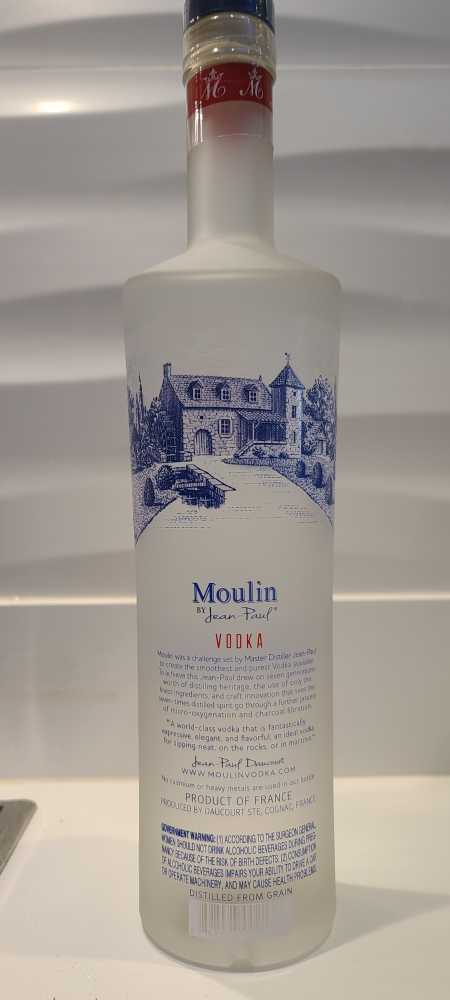 M M
Moulin
BY Jean-Paul®
VODKA
Moulin was a challenge set by Master Distiller Jean-Paul
to create the smoothest and purest Vodka available.
To achieve this Jean-Paul drew on seven generations
worth of distilling heritage, the use of only the
finest ingredients, and craft innovation that sees the
seven-times distilled spirit go through a further process
of micro-oxygenation and charcoal filtration.
"A world-class vodka that is fantastically
expressive, elegant, and flavorful; an ideal vodka
for sipping neat, on the rocks, or in martinis."
Jean-Paul Daucourt
WWW.MOULINVODKA.COM
No cadmium or heavy metals are used in our bottle
PRODUCT OF FRANCE
PRODUCED BY DAUCOURT STE, COGNAC, FRANCE
GOVERNMENT WARNING: (1) ACCORDING TO THE SURGEON GENERAL,
WOMEN SHOULD NOT DRINK ALCOHOLIC BEVERAGES DURING PREG-
NANCY BECAUSE OF THE RISK OF BIRTH DEFECTS. (2) CONSUMPTION
OF ALCOHOLIC BEVERAGES IMPAIRS YOUR ABILITY TO DRIVE A CAR
OR OPERATE MACHINERY, AND MAY CAUSE HEALTH PROBLEMS.
DISTILLED FROM GRAIN